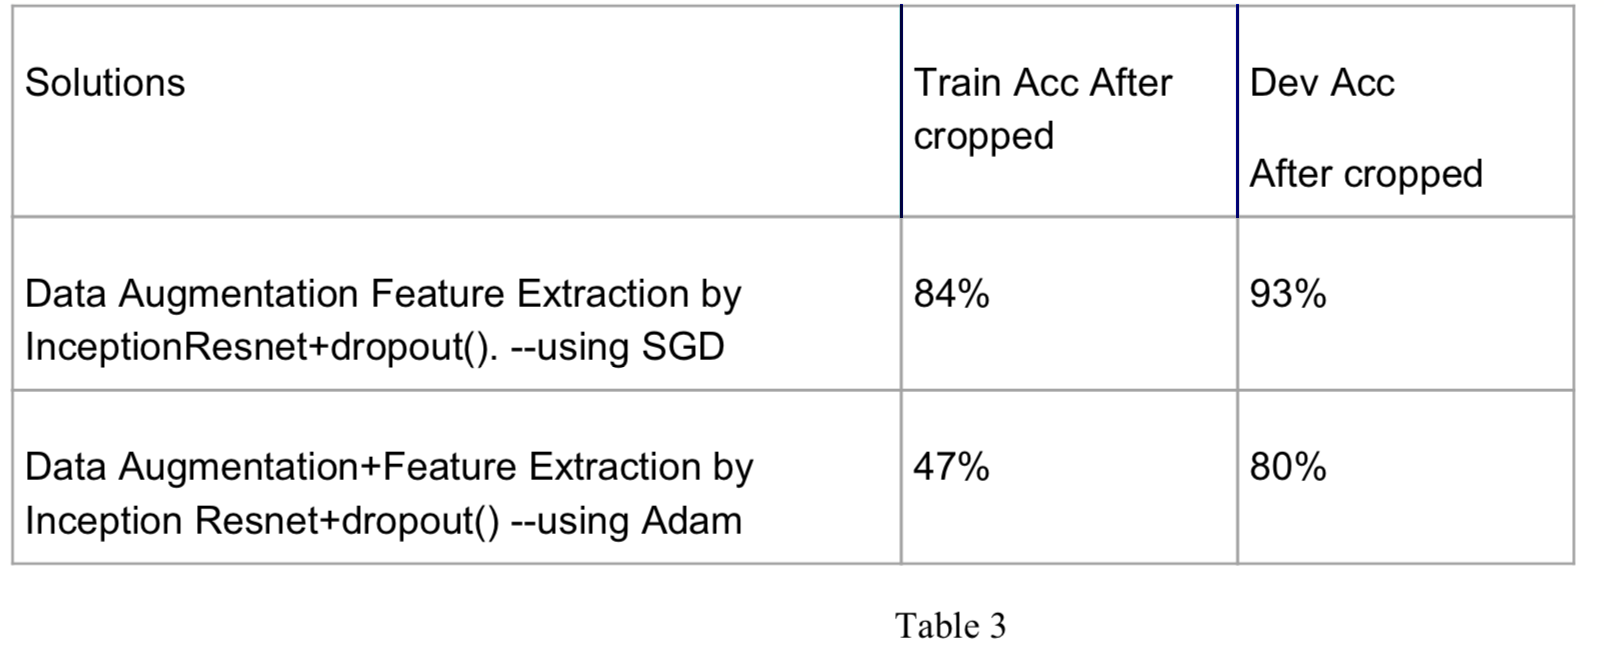 Solutions
Train Acc After
cropped
Dev Acc
After cropped
Data Augmentation Feature Extraction by
InceptionResnet+dropout(). --using SGD
84%
93%
Data Augmentation+Feature Extraction by
Inception Resnet+dropout() --using Adam
47%
80%
Table 3